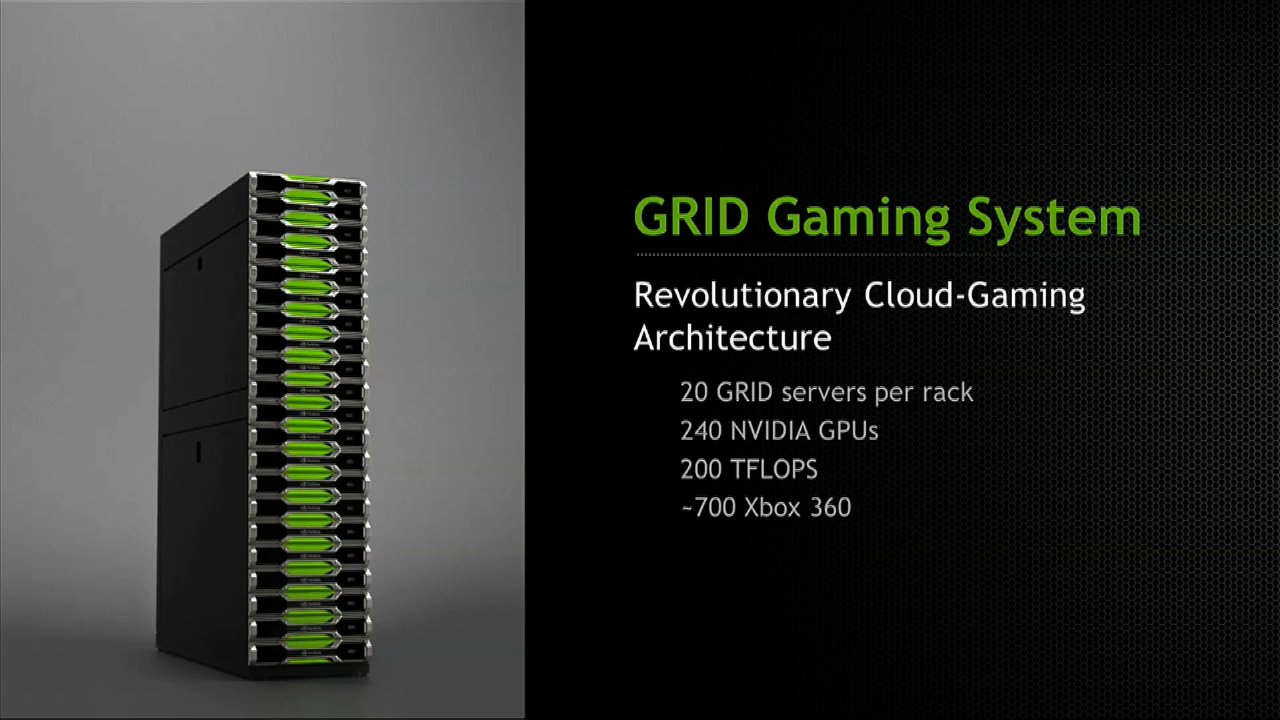 GRID Gaming System
Revolutionary Cloud-Gaming
Architecture
20 GRID servers per rack
240 NVIDIA GPUs
200 TFLOPS
~700 Xbox 360